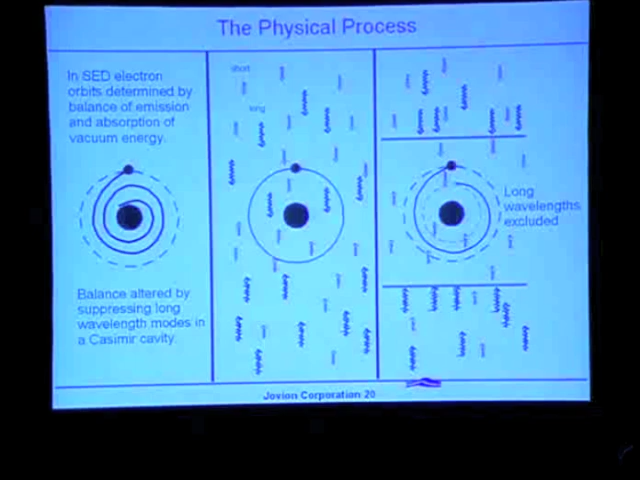 The Physical Process
In SED electron
orbits determined by
balance of emission
and absorption of
vacuum energy.
Balance altered by
suppressing long
wavelength modes in
a Casimir cavity.
short
long
Long
wavelengths
excluded
Jovion Corporation 20